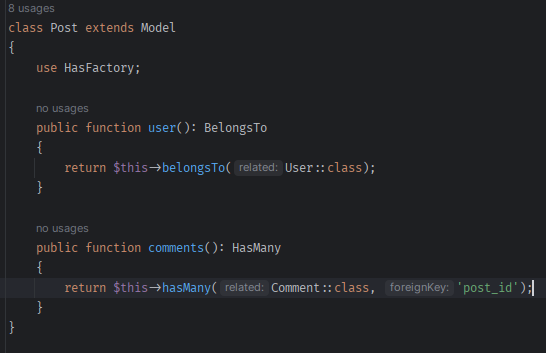 8 usages
class Post extends Model
{
use HasFactory;
no usages
public function user(): BelongsTo
{
return $this->belongsTo( related: User::class);
}
no usages
public function comments(): HasMany
{
return $this->hasMany( related: Comment::class, foreignKey: 'post_id');
}
}